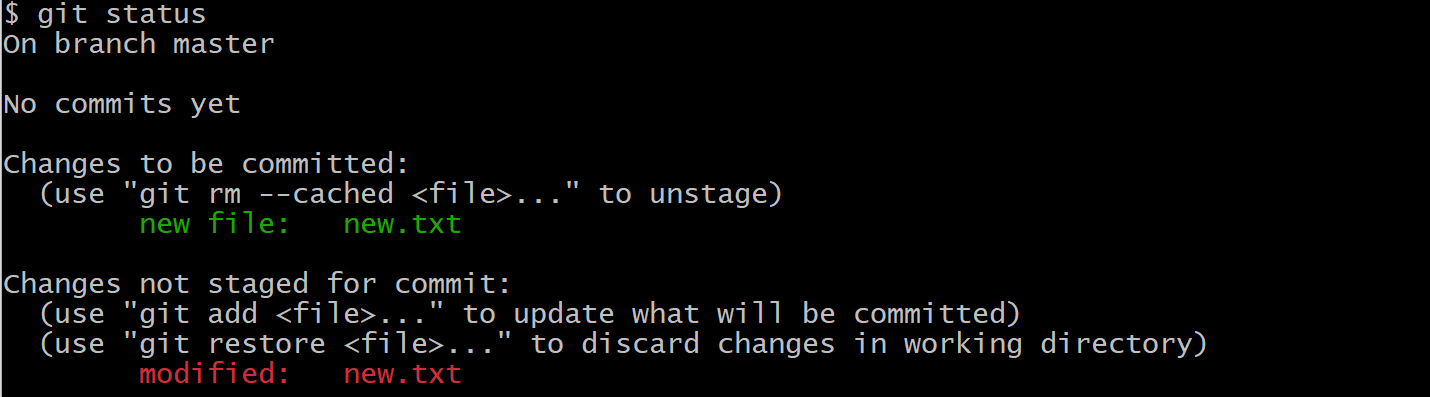 $ git status
On branch master
No commits yet
Changes to be committed:
  (use "git rm --cached <file>..." to unstage)
        new file:   new.txt
Changes not staged for commit:
  (use "git add <file>..." to update what will be committed)
  (use "git restore <file>..." to discard changes in working directory)
        modified:   new.txt